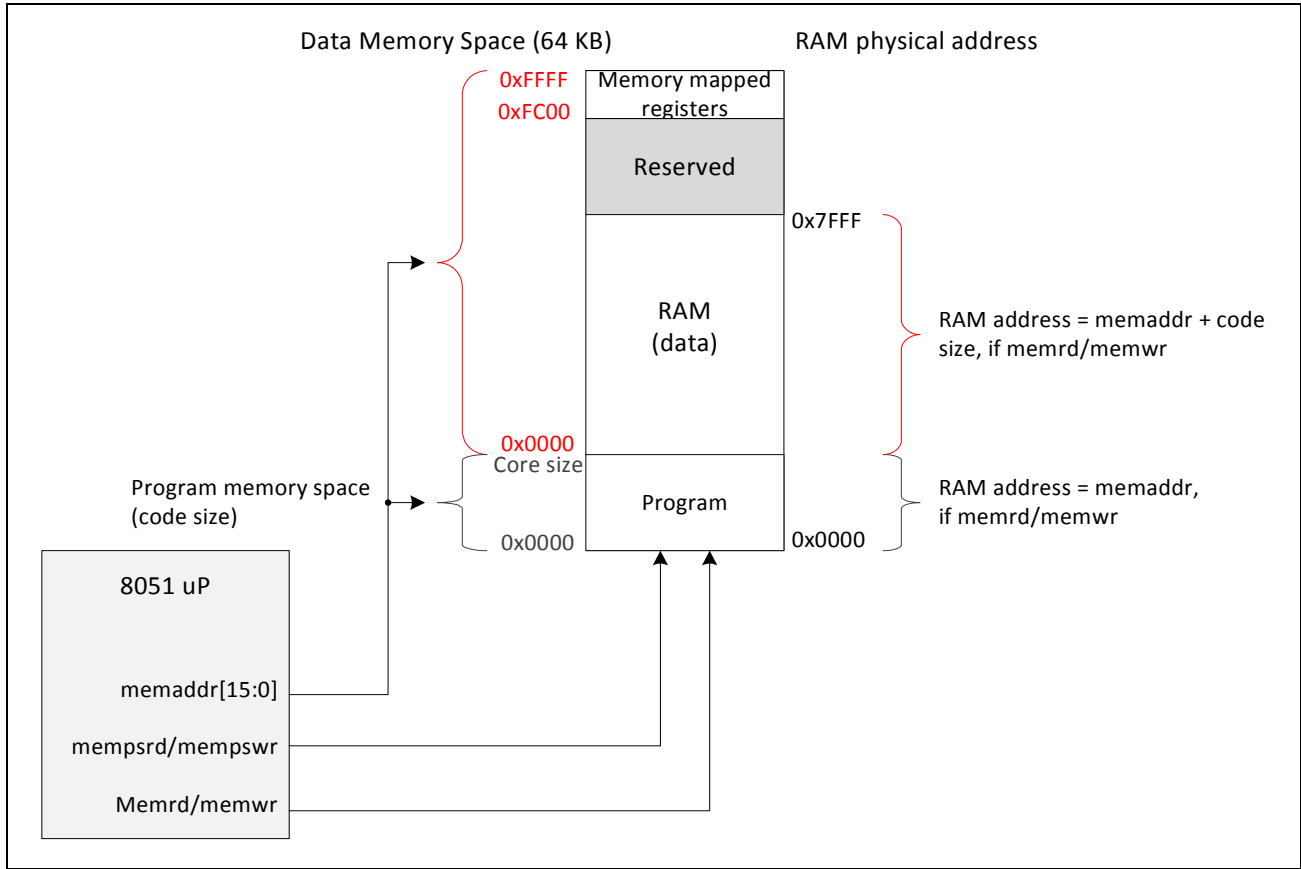 Data Memory Space (64 KB)
RAM physical address
0xFFFF
0xFC00
Memory mapped
registers
Reserved
0x7FFF
RAM
(data)
RAM address = memaddr + code
size, if memrd/memwr
0x0000
Core size
Program memory space
(code size)
Program
RAM address = memaddr,
if memrd/memwr
0x0000
0x0000
8051 uP
memaddr[15:0]
mempsrd/mempswr
Memrd/memwr